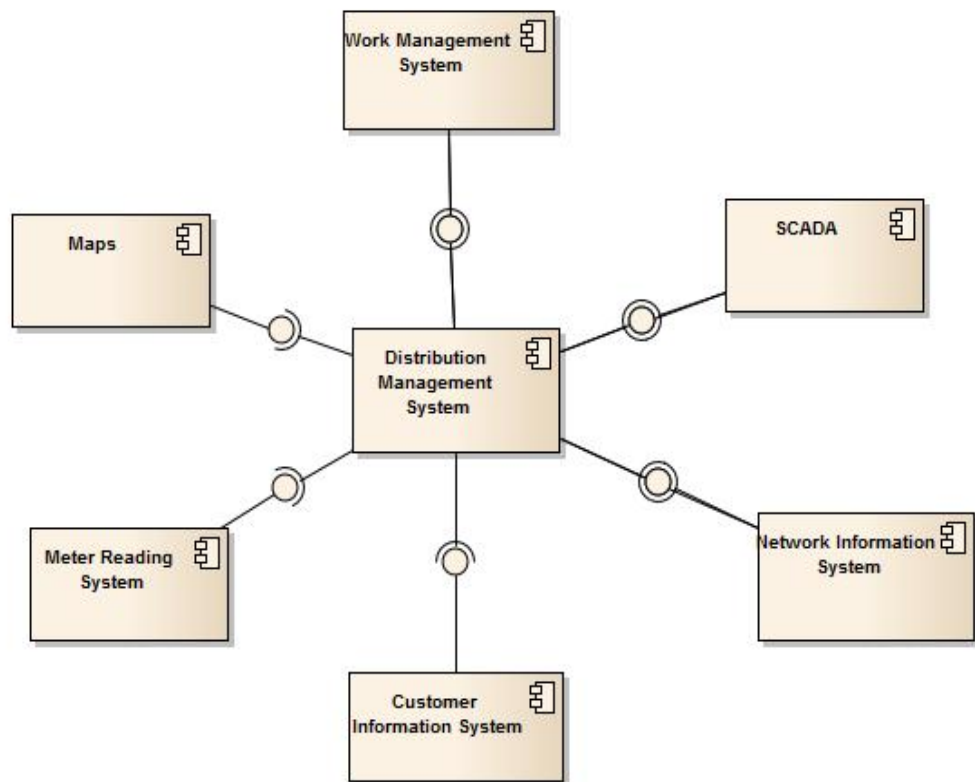 Work Management
System
Maps
SCADA
Distribution
Management
System
Meter Reading
System
Network Information
System
Customer
Information System